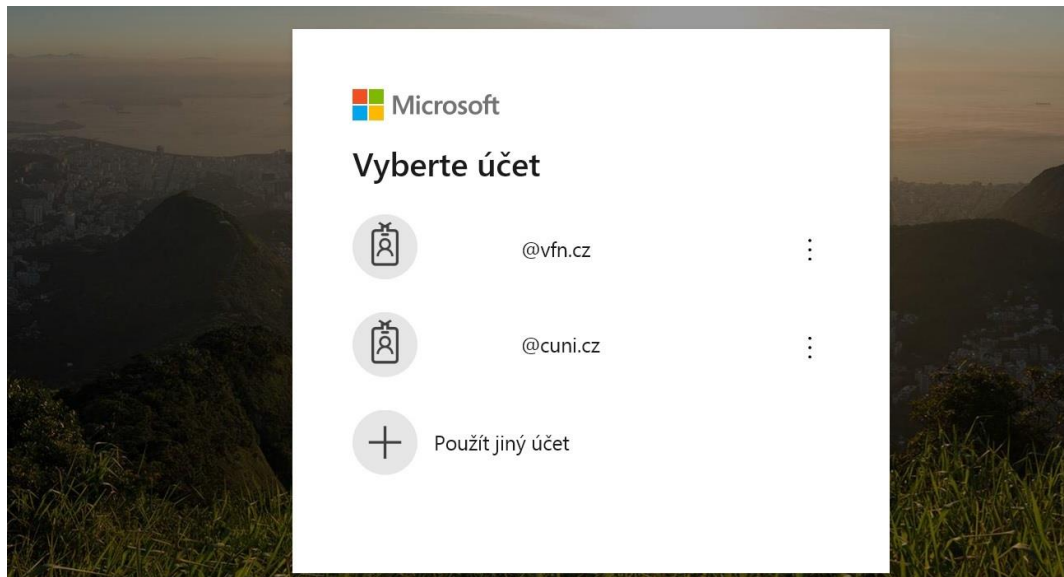 Microsoft
Vyberte účet
@vfn.cz
@cuni.cz
Použít jiný účet